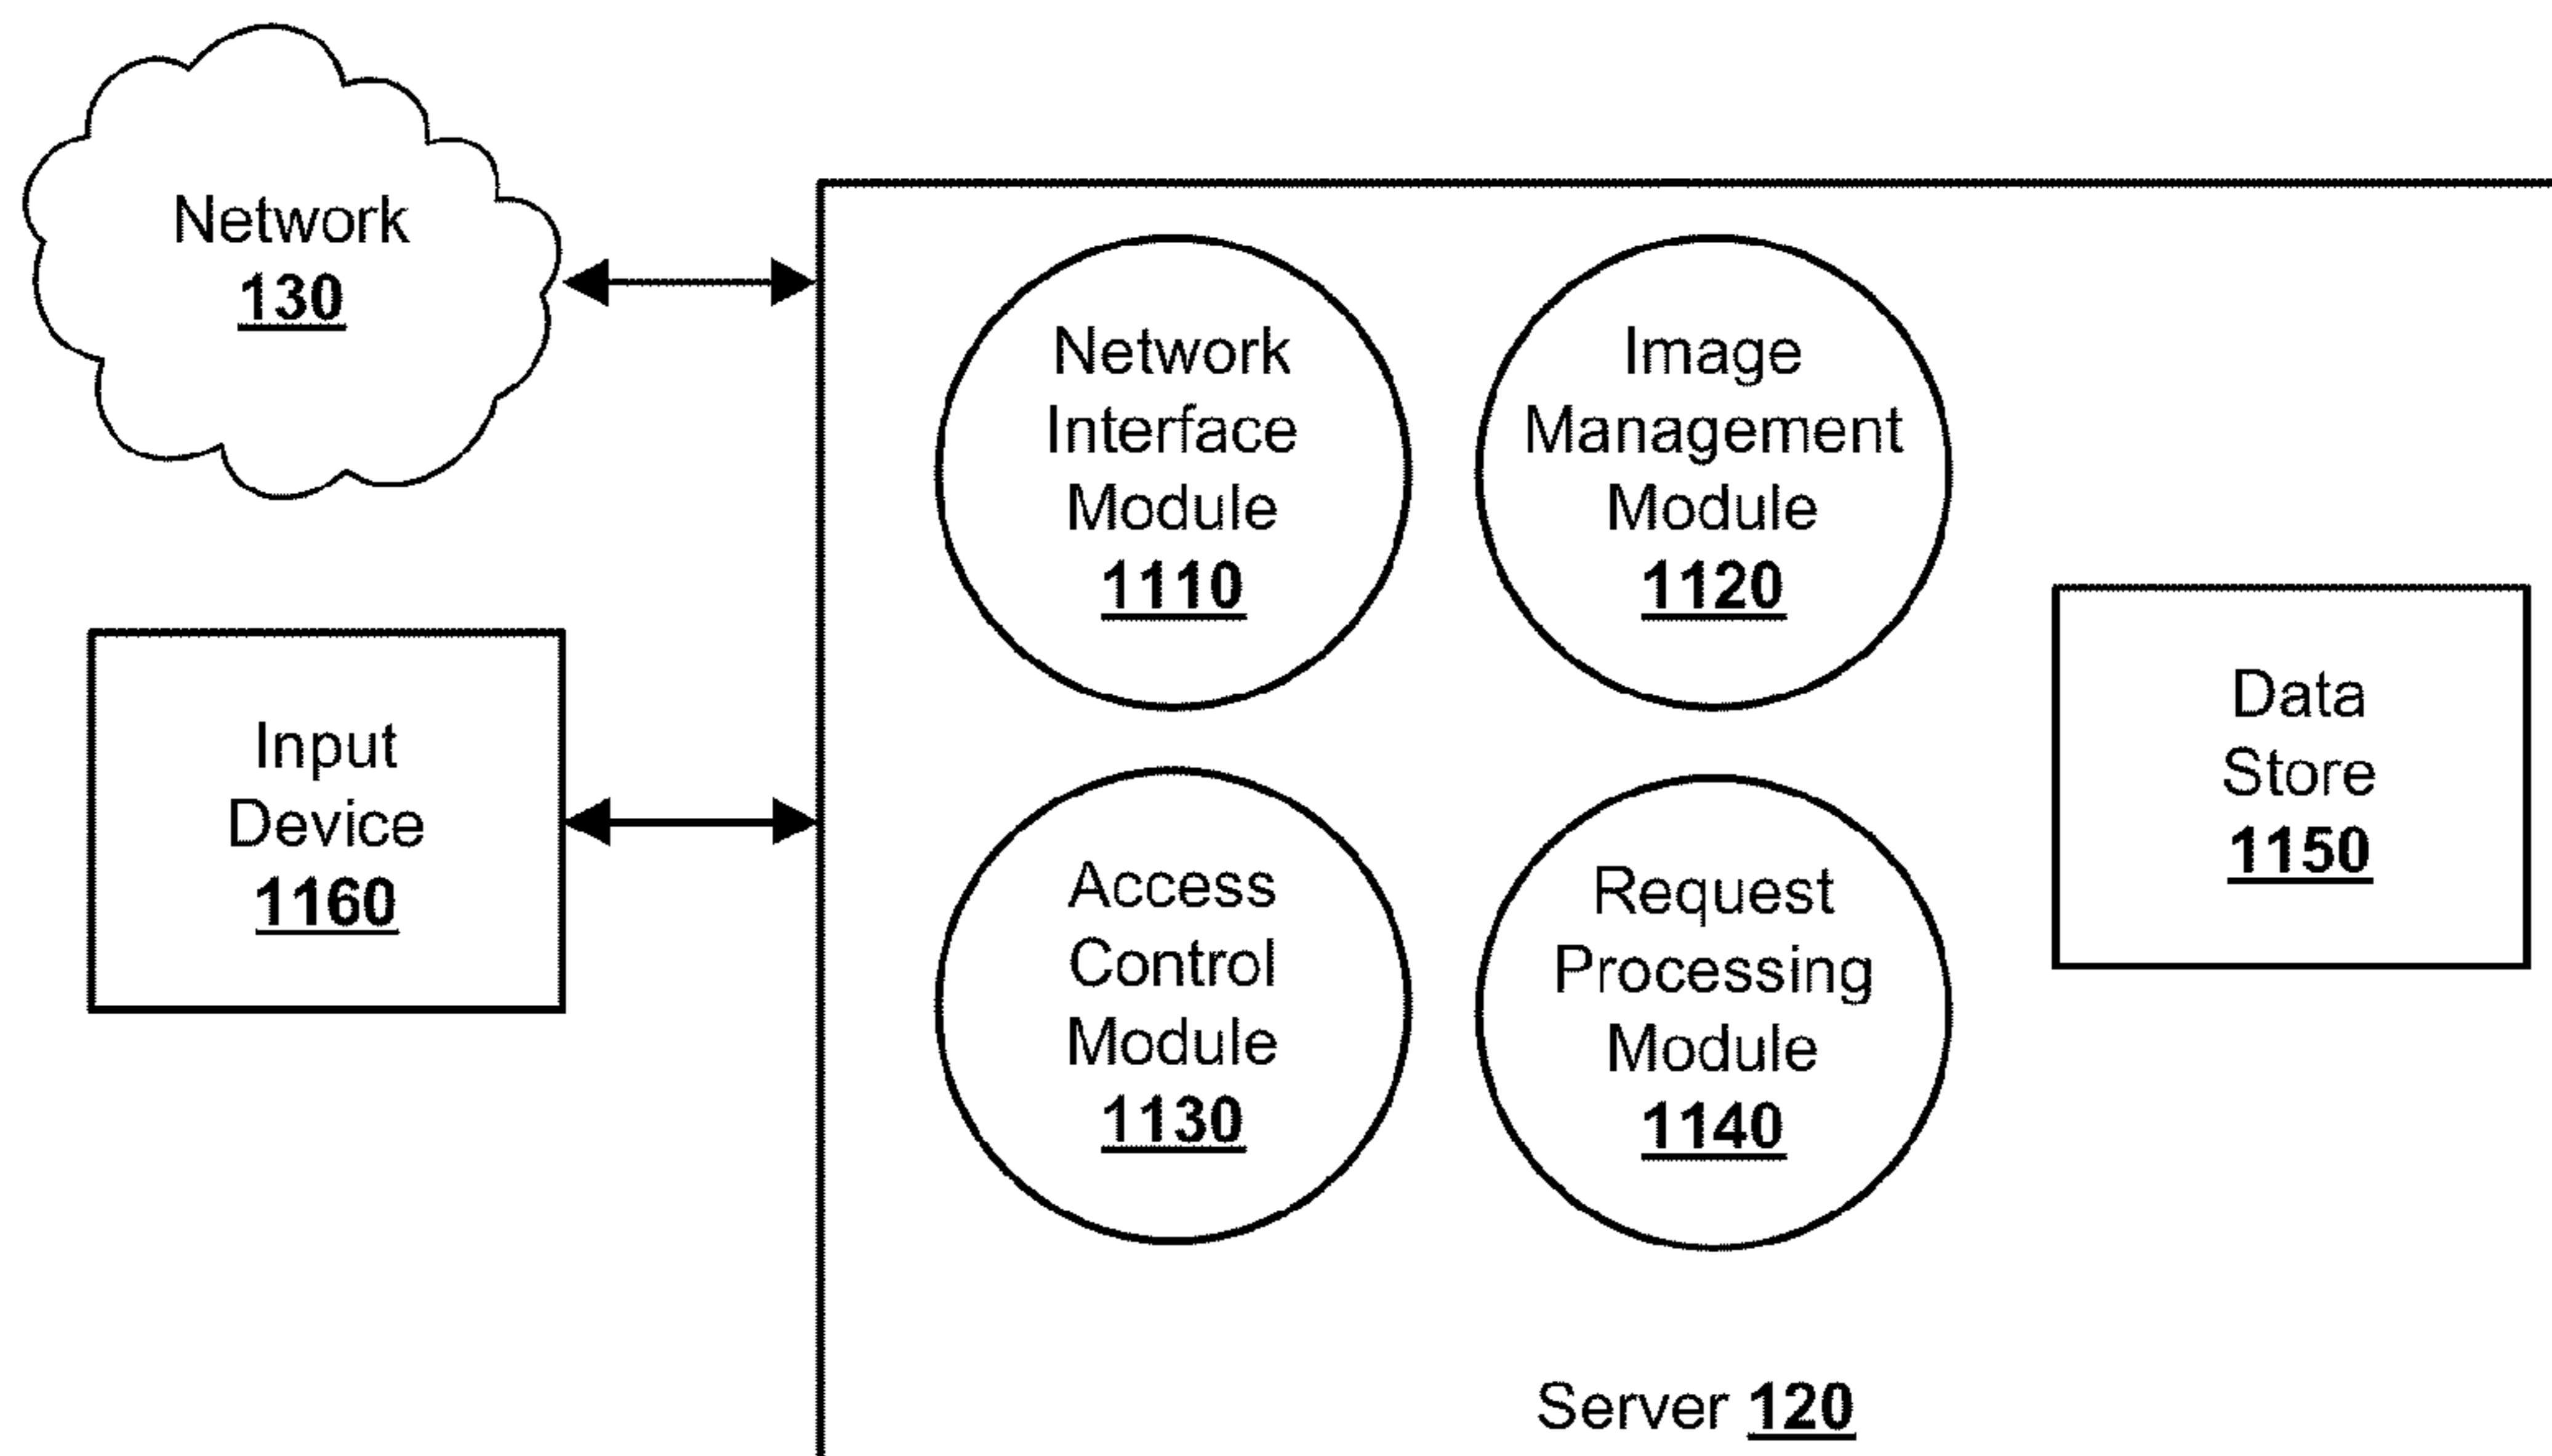 Network
130
Network
Interface
Module
1110
Image
Management
Module
1120
Input
Device
1160
Data
Store
1150
Access
Control
Module
1130
Request
Processing
Module
1140
Server 120